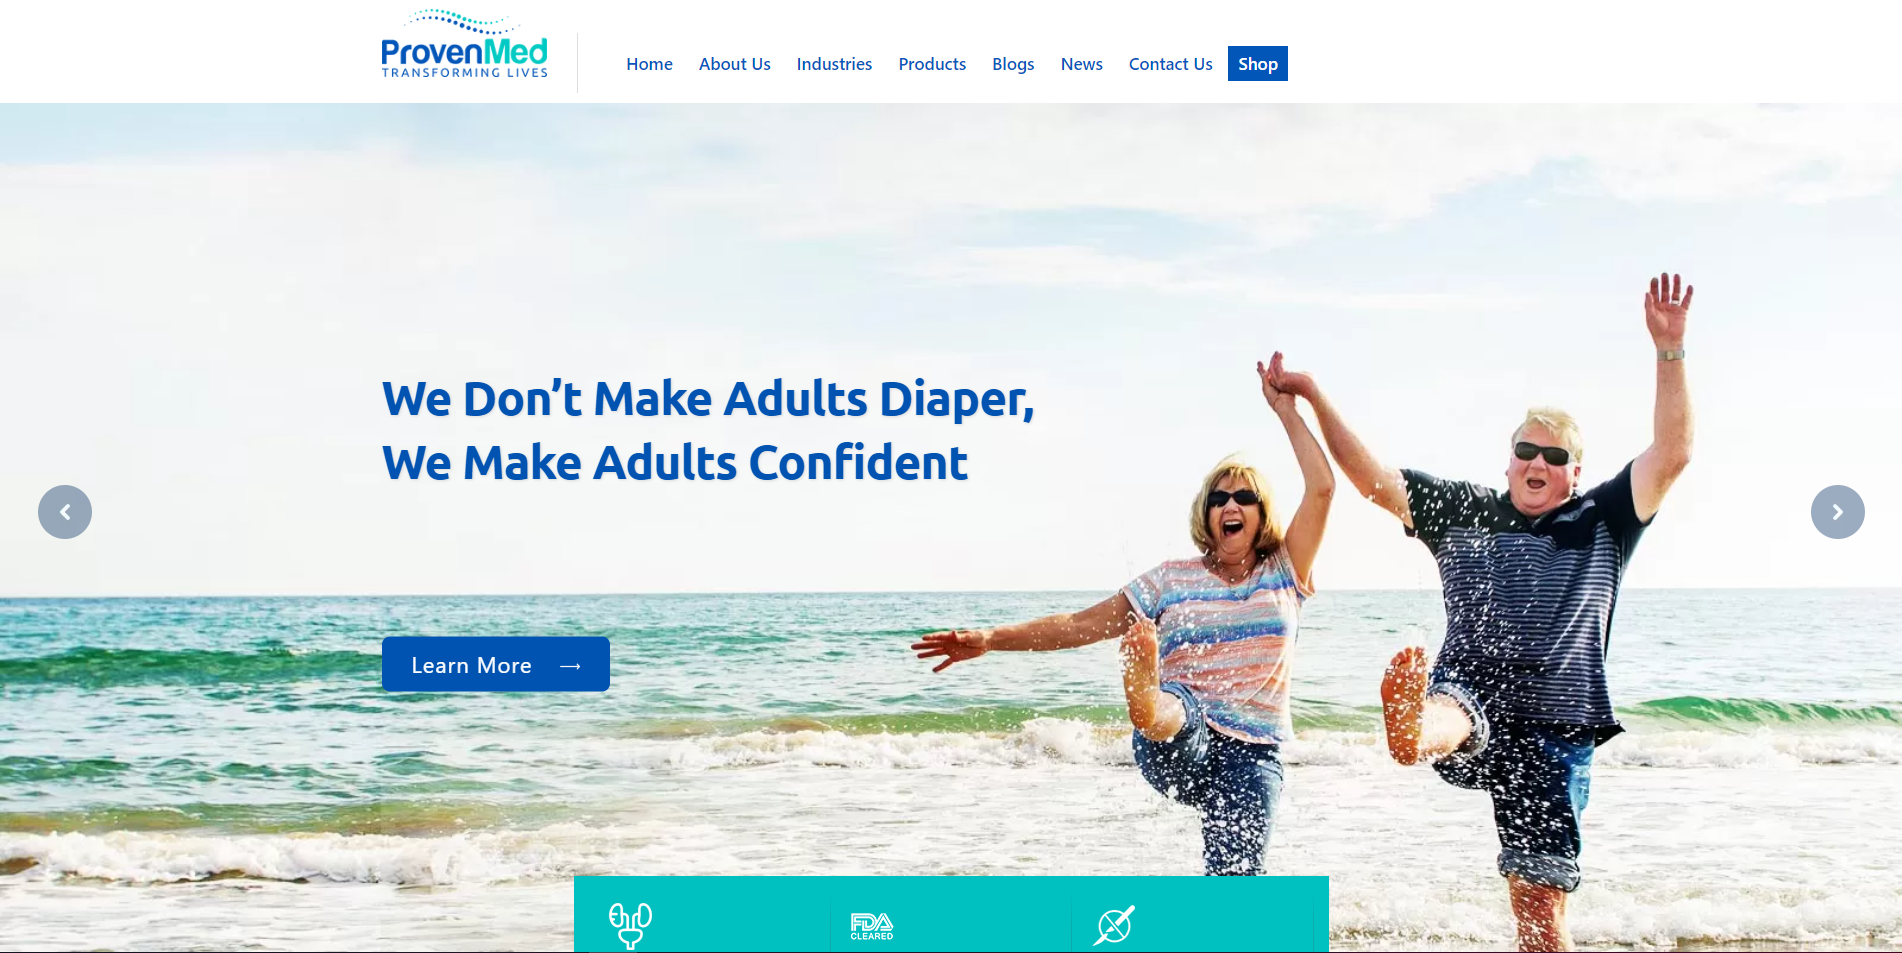 ProvenMed
TRANSFORMING LIVES
Home
About Us
Industries
Products
Blogs
News
Contact Us
Shop
We Don’t Make Adults Diaper,
We Make Adults Confident
Learn More
FDA
CLEARED